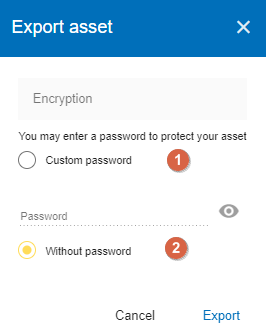 Export asset
Encryption
You may enter a password to protect your asset
Custom password 1
Password
Without password 2
Cancel Export